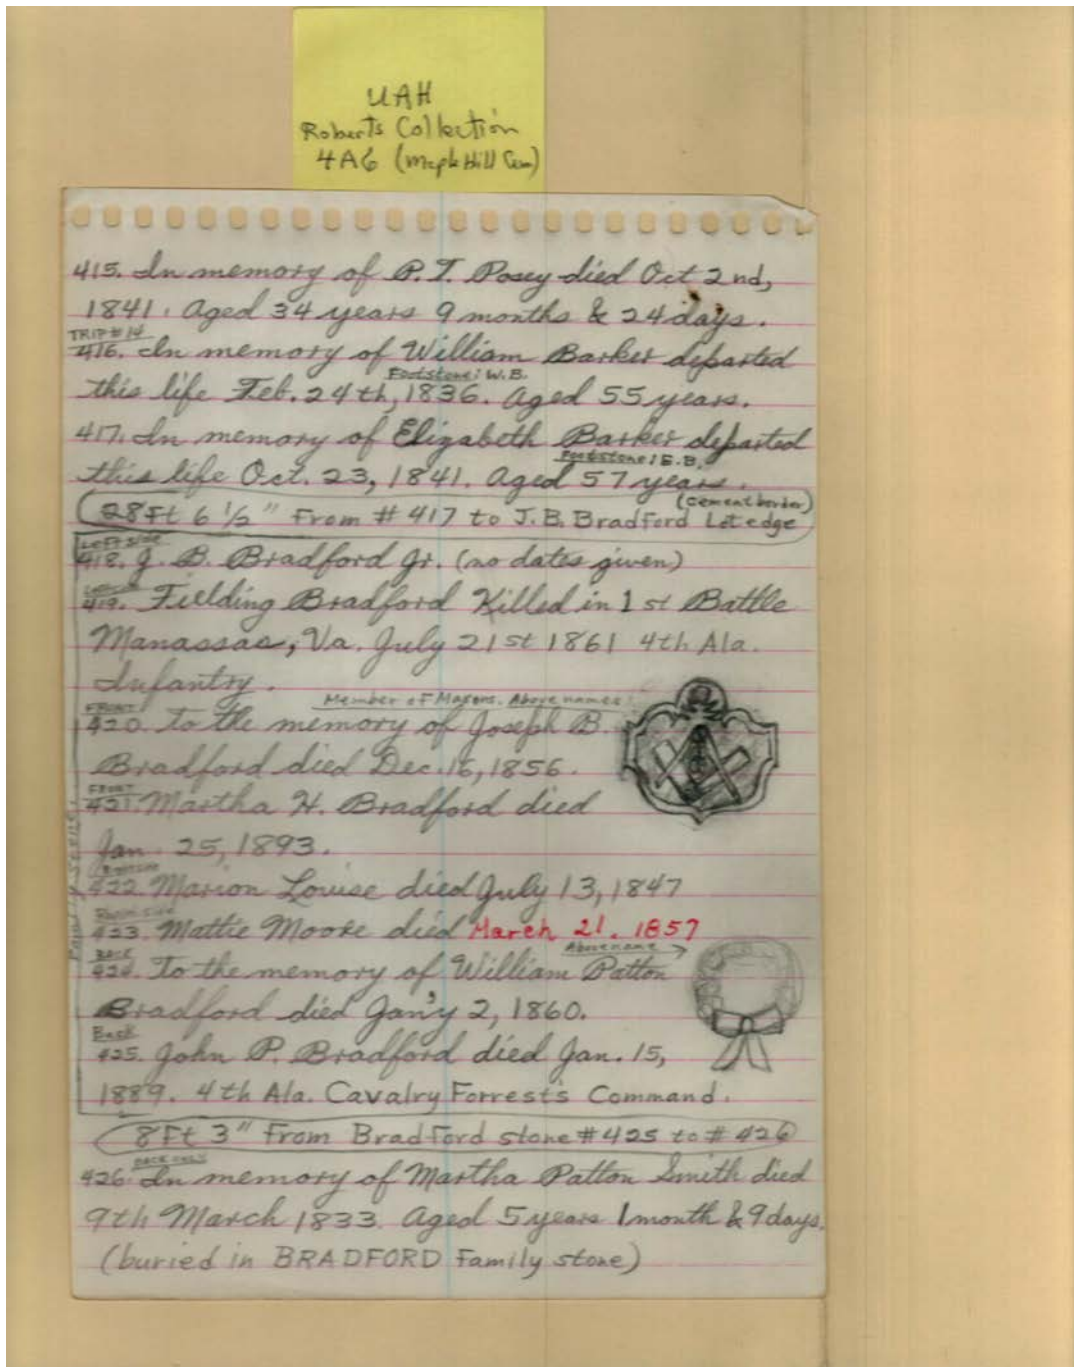 UAH
Roberts Collection
4A6 (Maple Hill Cem)
415. In memory of P. T. Posey died Oct 2nd,
1841. Aged 34 years 9 months & 24 days.
TRIP #14
416. In memory of William Barker departed
Footstone: W.B.
this life Feb. 24th, 1836. Aged 55 years.
417. In memory of Elizabeth Barker departed
Footstone: E.B.
this life Oct. 23, 1841. Aged 57 years.
(cement border)
28Ft 6 1/2" From #417 to J.B. Bradford Lot edge
Left side
418. J. B. Bradford Jr. (no dates given)
419. Fielding Bradford Killed in 1st Battle
Manassas, Va. July 21st 1861 4th Ala.
Infantry.
Member of Masons. Above names
FRONT
420. To the memory of Joseph B.
Bradford died Dec. 16, 1856.
FRONT
421. Martha H. Bradford died
Jan. 25, 1893.
422 Marion Louise died July 13, 1847
423. Mattie Moore died March 21. 1857
Above name
BACK
424. To the memory of William Patton
Bradford died Jan'y 2, 1860.
Back
425. John P. Bradford died Jan. 15,
1889. 4th Ala. Cavalry Forrest's Command.
8Ft 3" From Bradford stone #425 to #426
BACK ONLY
426. In memory of Martha Patton Smith died
9th March 1833. Aged 5 years 1 month & 9 days.
(buried in BRADFORD Family stone)